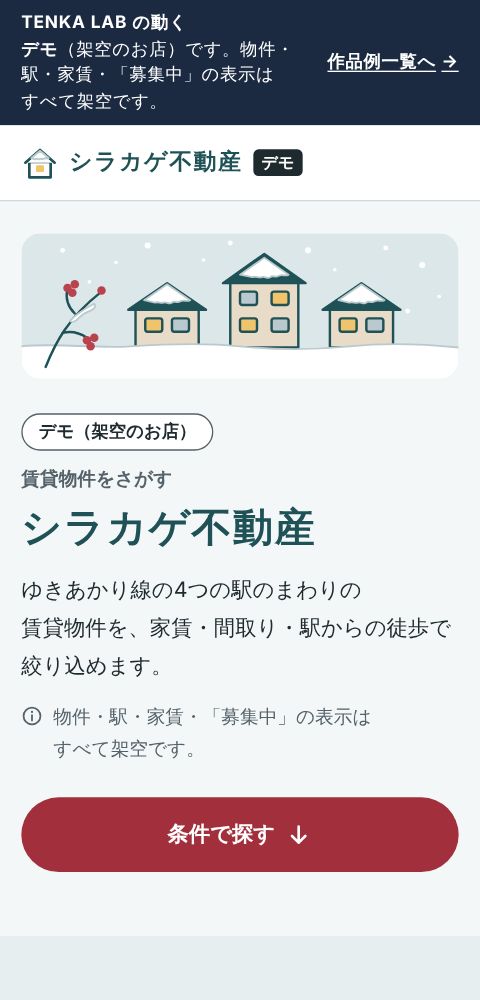 TENKA LAB の動く
デモ（架空のお店）です。物件・
駅・家賃・「募集中」の表示は
すべて架空です。
作品例一覧へ →
シラカゲ不動産 デモ
デモ（架空のお店）
賃貸物件をさがす
シラカゲ不動産
ゆきあかり線の4つの駅のまわりの
賃貸物件を、家賃・間取り・駅からの徒歩で
絞り込めます。
物件・駅・家賃・「募集中」の表示は
すべて架空です。
条件で探す ↓